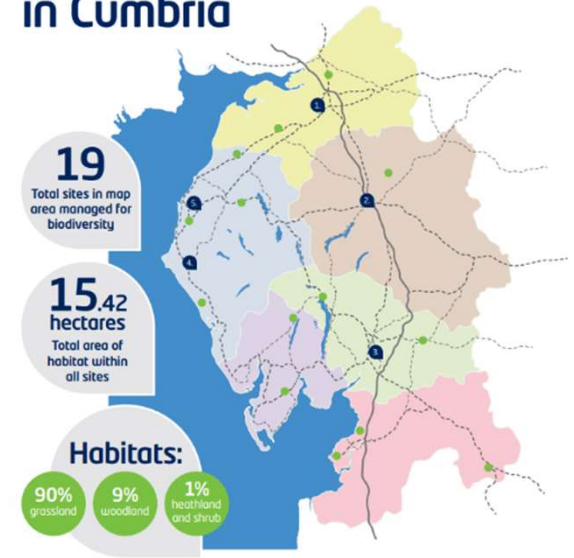 in Cumbria
19
Total sites in map
area managed for
biodiversity
15.42
hectares
Total area of
habitat within
all sites
Habitats:
90%
grassland
9%
woodland
1%
heathland
and shrub
1.
2.
5.
4.
3.